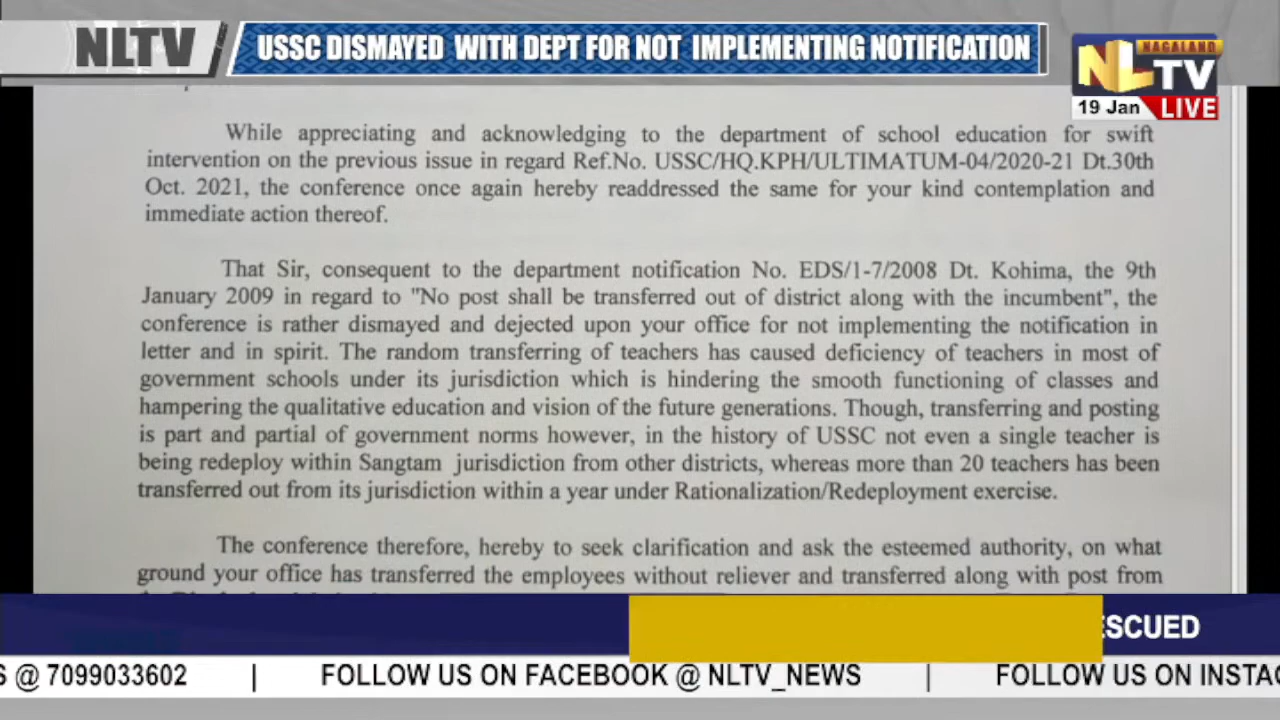 NLTV
USSC DISMAYED WITH DEPT FOR NOT IMPLEMENTING NOTIFICATION
NAGALAND
NLTV
19 Jan LIVE
While appreciating and acknowledging to the department of school education for swift
intervention on the previous issue in regard Ref.No. USSC/HQ.KPH/ULTIMATUM-04/2020-21 Dt.30th
Oct. 2021, the conference once again hereby readdressed the same for your kind contemplation and
immediate action thereof.
That Sir, consequent to the department notification No. EDS/1-7/2008 Dt. Kohima, the 9th
January 2009 in regard to "No post shall be transferred out of district along with the incumbent", the
conference is rather dismayed and dejected upon your office for not implementing the notification in
letter and in spirit. The random transferring of teachers has caused deficiency of teachers in most of
government schools under its jurisdiction which is hindering the smooth functioning of classes and
hampering the qualitative education and vision of the future generations. Though, transferring and posting
is part and partial of government norms however, in the history of USSC not even a single teacher is
being redeploy within Sangtam jurisdiction from other districts, whereas more than 20 teachers has been
transferred out from its jurisdiction within a year under Rationalization/Redeployment exercise.
The conference therefore, hereby to seek clarification and ask the esteemed authority, on what
ground your office has transferred the employees without reliever and transferred along with post from
ESCUED
S @ 7099033602 | FOLLOW US ON FACEBOOK @ NLTV_NEWS | FOLLOW US ON INSTAG